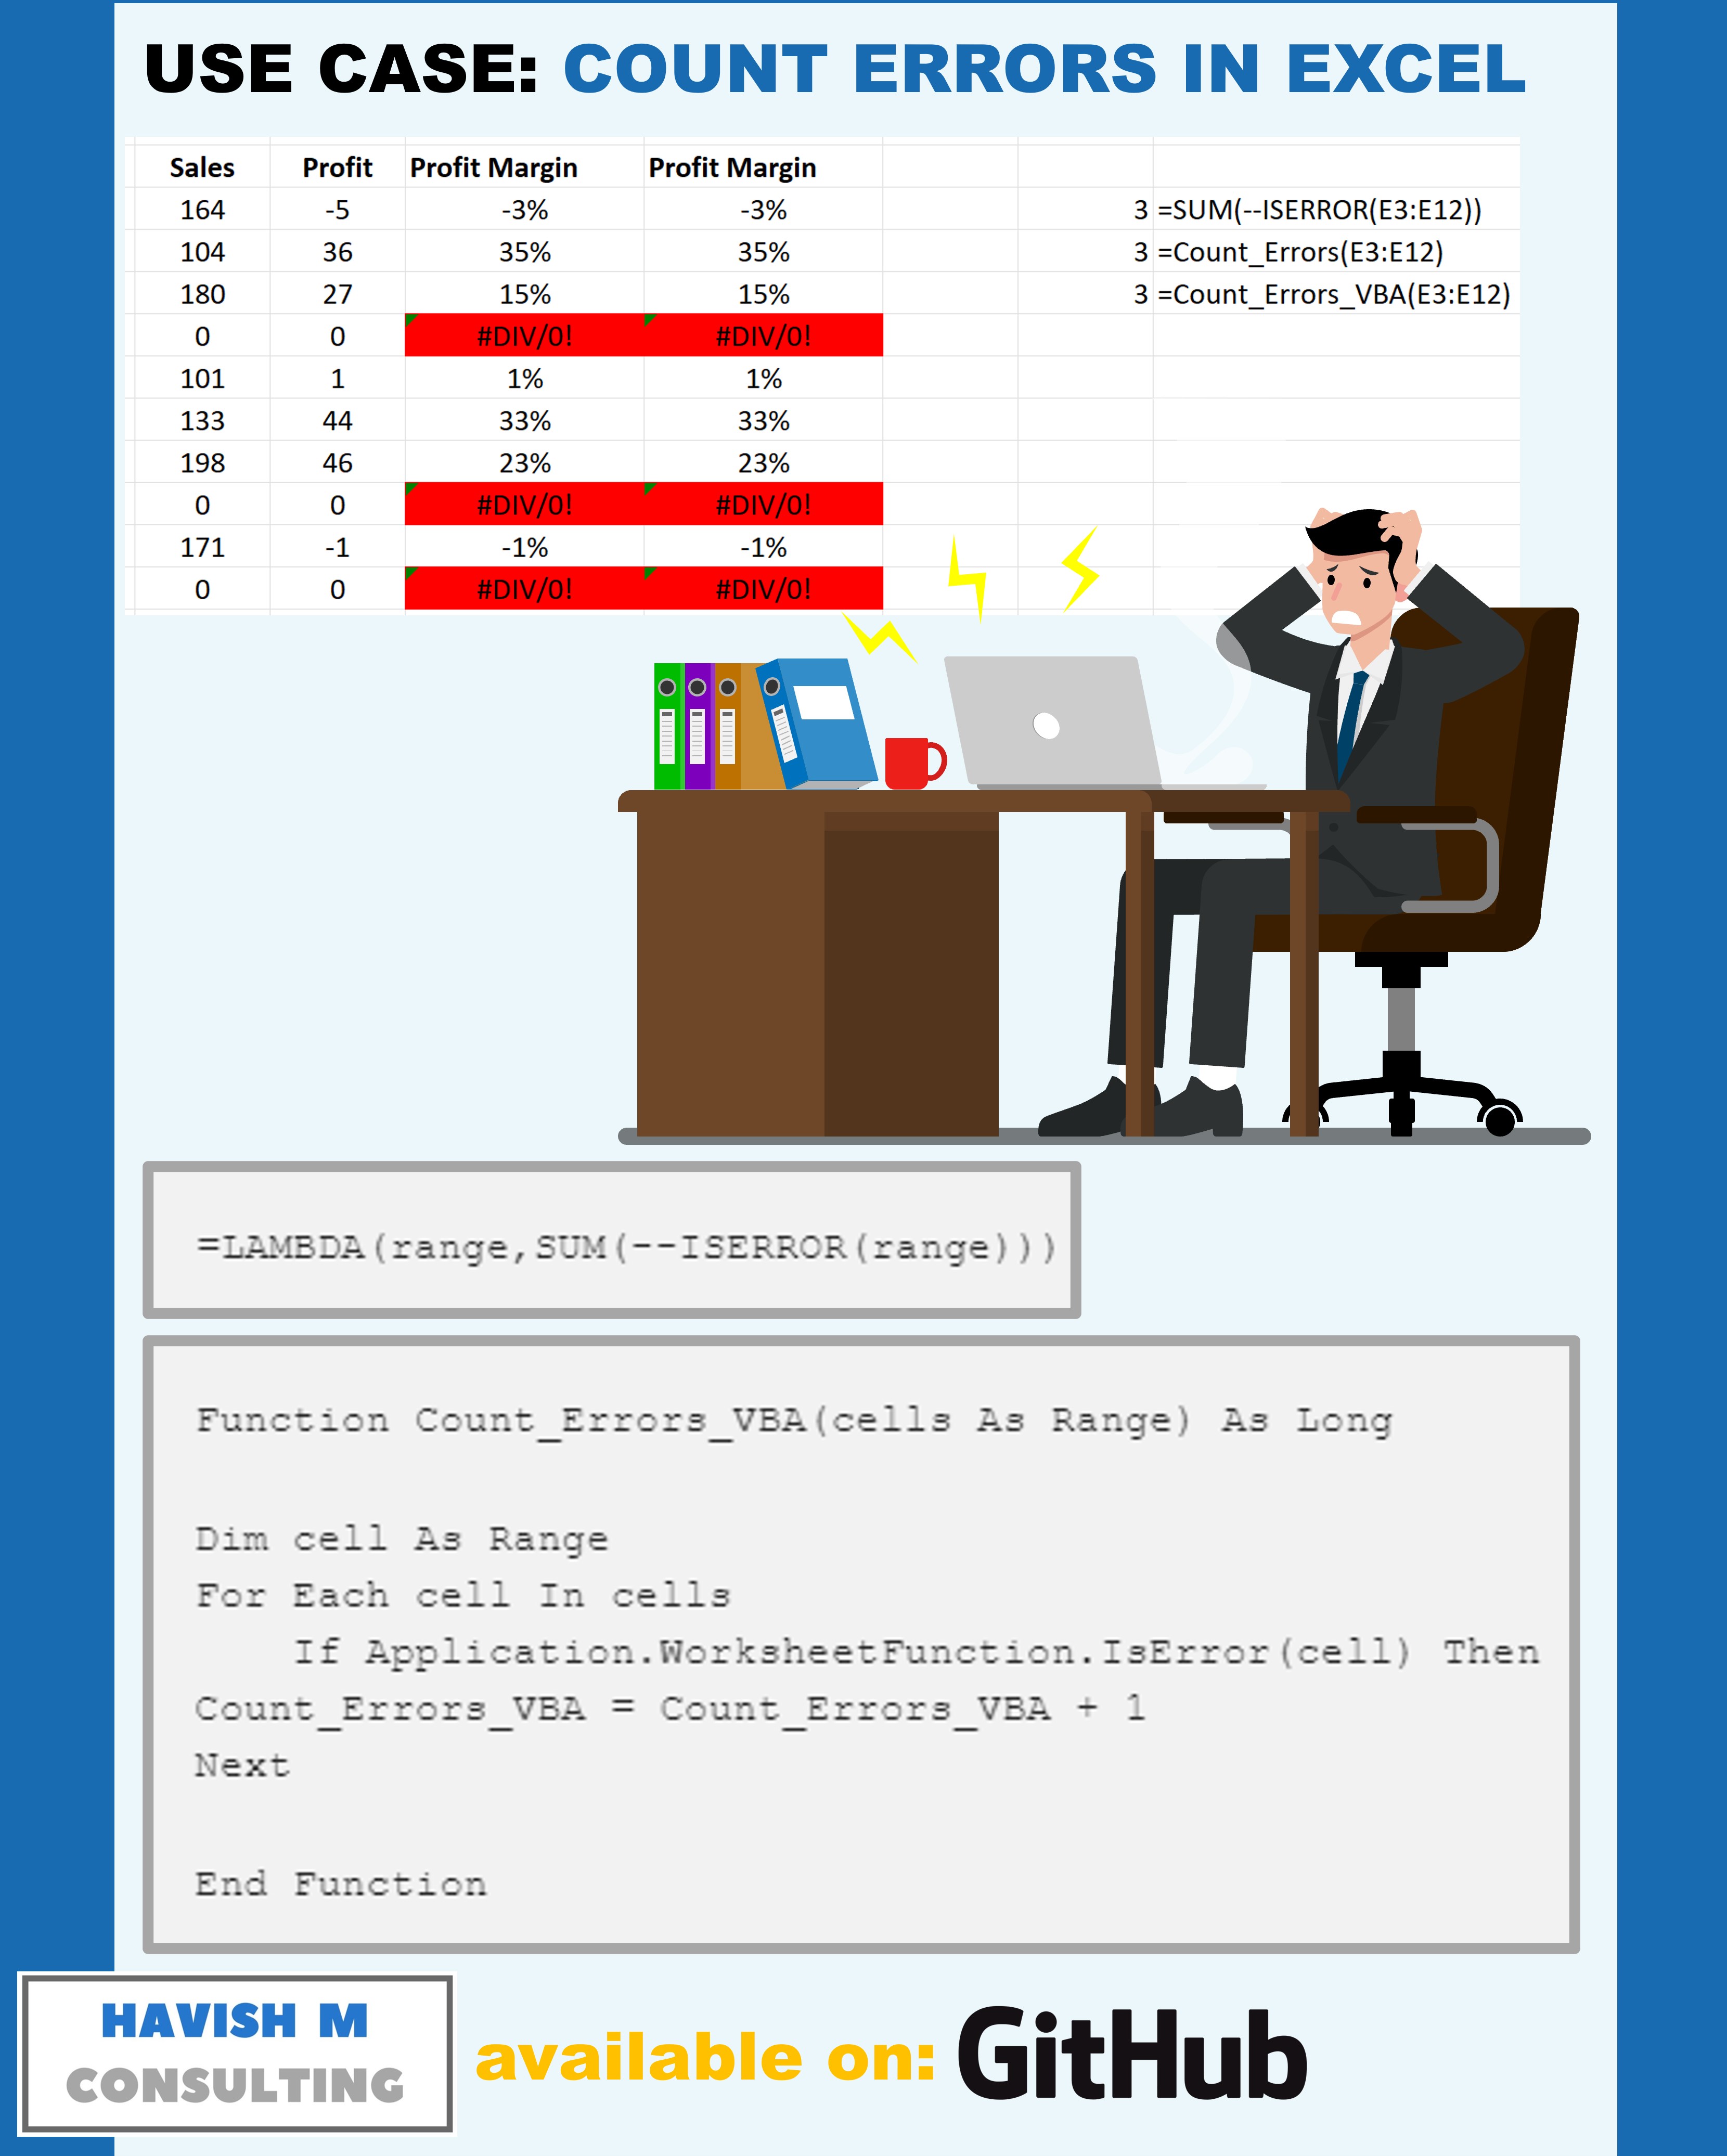 USE CASE: COUNT ERRORS IN EXCEL
Sales Profit Profit Margin Profit Margin
164 -5 -3% -3% 3 =SUM(--ISERROR(E3:E12))
104 36 35% 35% 3 =Count_Errors(E3:E12)
180 27 15% 15% 3 =Count_Errors_VBA(E3:E12)
0 0 #DIV/0! #DIV/0!
101 1 1% 1%
133 44 33% 33%
198 46 23% 23%
0 0 #DIV/0! #DIV/0!
171 -1 -1% -1%
0 0 #DIV/0! #DIV/0!
=LAMBDA(range,SUM(--ISERROR(range)))
Function Count_Errors_VBA(cells As Range) As Long
Dim cell As Range
For Each cell In cells
If Application.WorksheetFunction.IsError(cell) Then
Count_Errors_VBA = Count_Errors_VBA + 1
Next
End Function
HAVISH M
CONSULTING
available on: GitHub